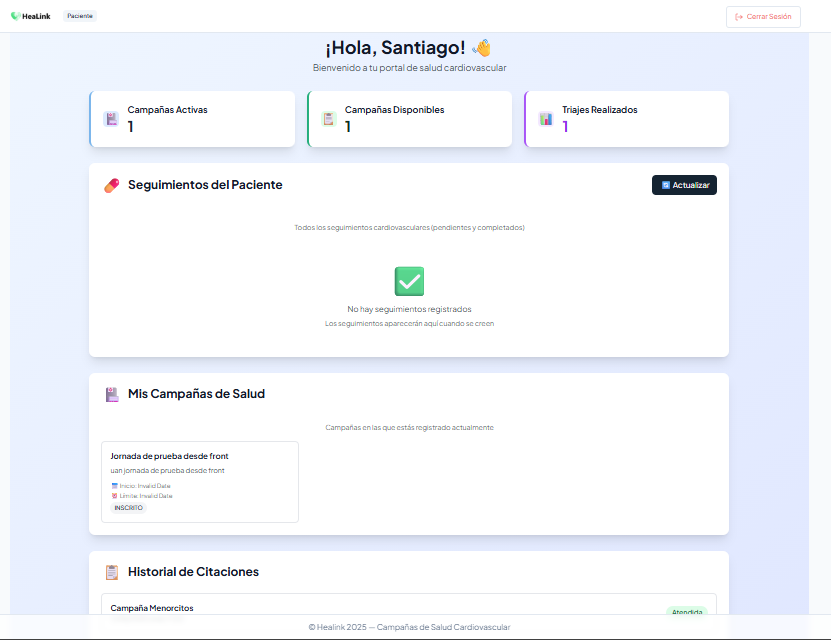 HeaLink
Paciente
Cerrar Sesión
¡Hola, Santiago!
Bienvenido a tu portal de salud cardiovascular
Campañas Activas
1
Campañas Disponibles
1
Triajes Realizados
1
Seguimientos del Paciente
Actualizar
Todos los seguimientos cardiovasculares (pendientes y completados)
No hay seguimientos registrados
Los seguimientos aparecerán aquí cuando se creen
Mis Campañas de Salud
Campañas en las que estás registrado actualmente
Jornada de prueba desde front
uan jornada de prueba desde front
Inicio: Invalid Date
Límite: Invalid Date
INSCRITO
Historial de Citaciones
Campaña Menorcitos
Atendida
© Healink 2025 — Campañas de Salud Cardiovascular